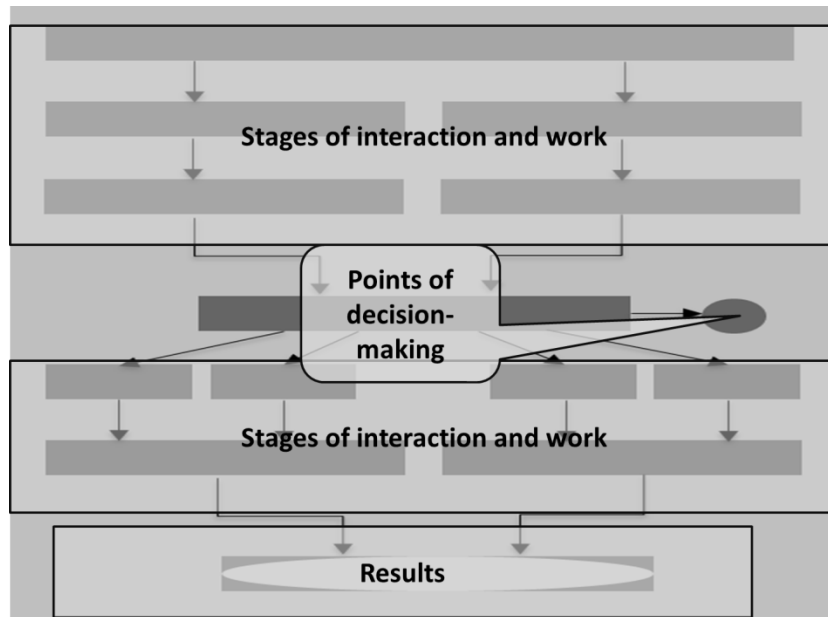 Stages of interaction and work
Points of
decision-
making
Stages of interaction and work
Results